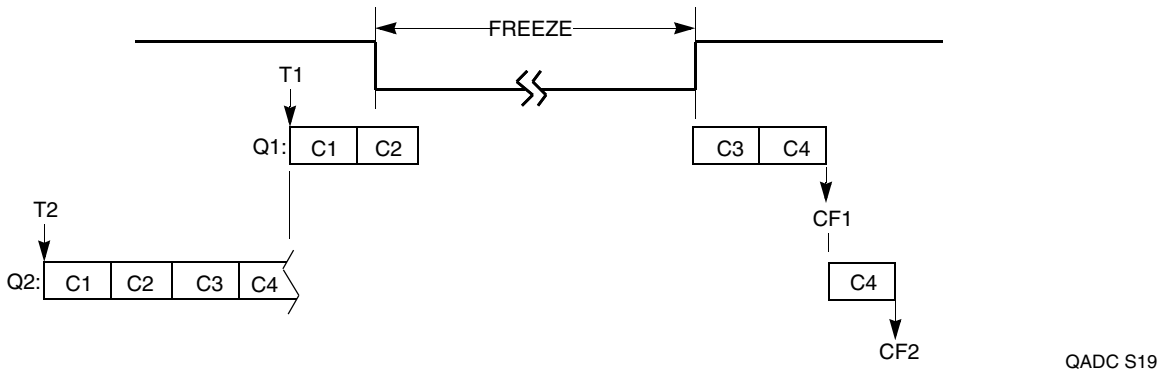 FREEZE
T1
Q1: C1 C2 C3 C4
T2
CF1
Q2: C1 C2 C3 C4 C4
CF2
QADC S19